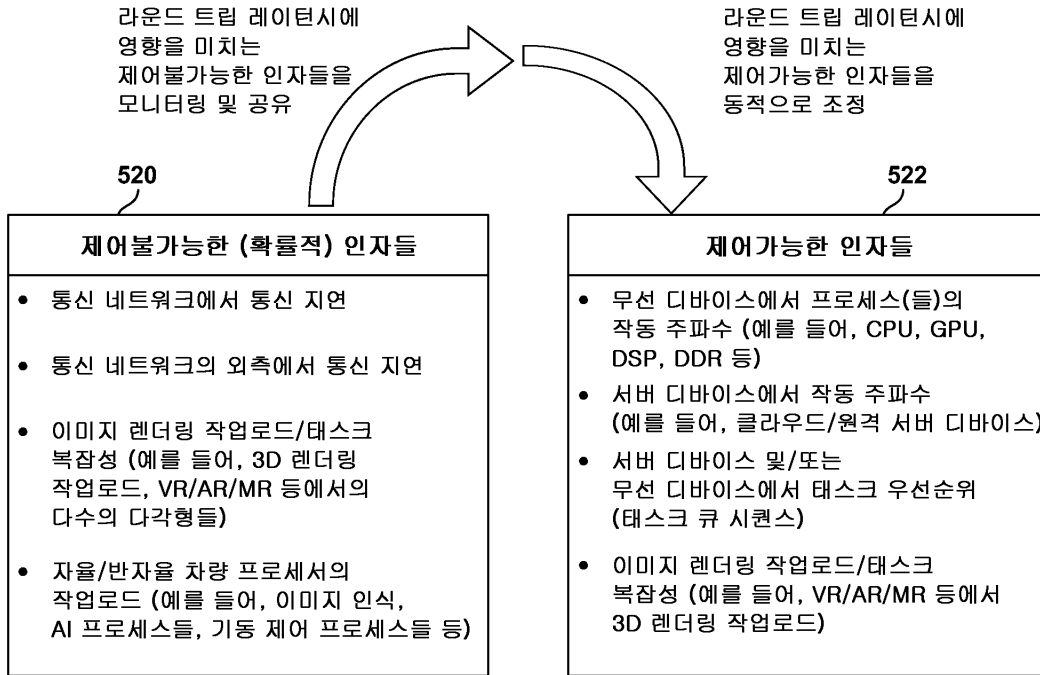 라운드 트립 레이턴시에
영향을 미치는
제어불가능한 인자들을
모니터링 및 공유
라운드 트립 레이턴시에
영향을 미치는
제어가능한 인자들을
동적으로 조정
520
제어불가능한 (확률적) 인자들
• 통신 네트워크에서 통신 지연
• 통신 네트워크의 외측에서 통신 지연
• 이미지 렌더링 작업로드/태스크
복잡성 (예를 들어, 3D 렌더링
작업로드, VR/AR/MR 등에서의
다수의 다각형들)
• 자율/반자율 차량 프로세서의
작업로드 (예를 들어, 이미지 인식,
AI 프로세스들, 기동 제어 프로세스들 등)
522
제어가능한 인자들
• 무선 디바이스에서 프로세스(들)의
작동 주파수 (예를 들어, CPU, GPU,
DSP, DDR 등)
• 서버 디바이스에서 작동 주파수
(예를 들어, 클라우드/원격 서버 디바이스)
• 서버 디바이스 및/또는
무선 디바이스에서 태스크 우선순위
(태스크 큐 시퀀스)
• 이미지 렌더링 작업로드/태스크
복잡성 (예를 들어, VR/AR/MR 등에서
3D 렌더링 작업로드)